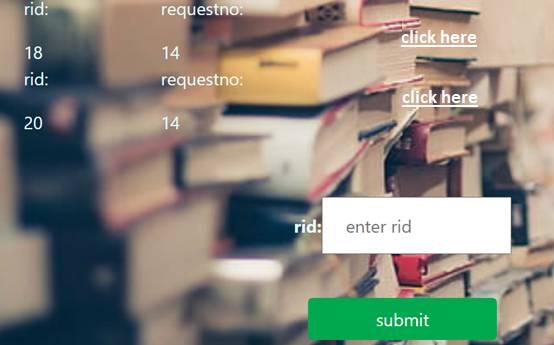 rid: requestno:
click here
18 14
rid: requestno:
click here
20 14
rid: enter rid
submit